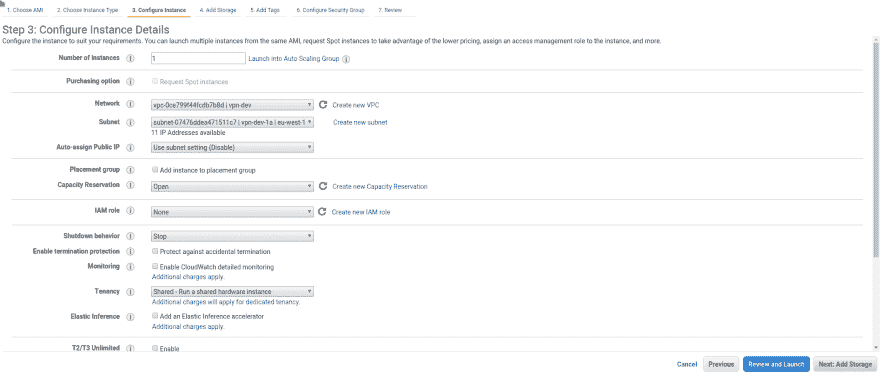 1. Choose AMI 2. Choose Instance Type 3. Configure Instance 4. Add Storage 5. Add Tags 6. Configure Security Group 7. Review
Step 3: Configure Instance Details
Configure the instance to suit your requirements. You can launch multiple instances from the same AMI, request Spot instances to take advantage of the lower pricing, assign an access management role to the instance, and more.
Number of instances 1 Launch into Auto Scaling Group
Purchasing option Request Spot instances
Network vpc-0ce799f44fcdb7b8d | vpn-dev Create new VPC
Subnet subnet-07476ddea471511c7 | vpn-dev-1a | eu-west-1 Create new subnet
11 IP Addresses available
Auto-assign Public IP Use subnet setting (Disable)
Placement group Add instance to placement group
Capacity Reservation Open Create new Capacity Reservation
IAM role None Create new IAM role
Shutdown behavior Stop
Enable termination protection Protect against accidental termination
Monitoring Enable CloudWatch detailed monitoring
Additional charges apply.
Tenancy Shared - Run a shared hardware instance
Additional charges will apply for dedicated tenancy.
Elastic Inference Add an Elastic Inference accelerator
Additional charges apply.
T2/T3 Unlimited Enable
Cancel Previous Review and Launch Next: Add Storage